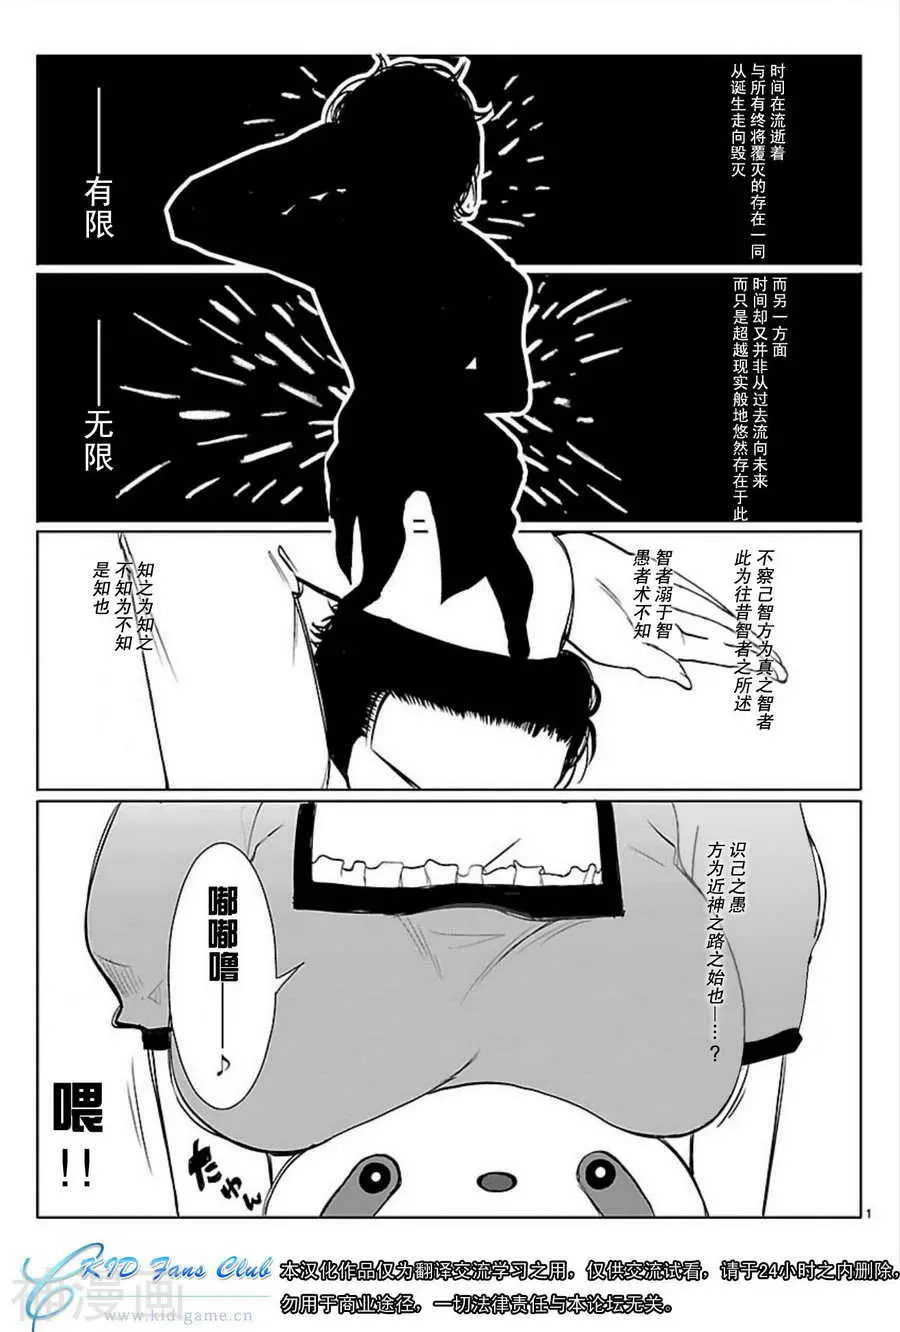 时间在流逝着
与所有终将覆灭的存在一同
从诞生走向毁灭
——有限
而另一方面
时间却又并非从过去流向未来
而只是超越现实般地悠然存在于此
——无限
不察己智方为真之智者
此为往昔智者之所述
智者溺于智
愚者术不知
知之为知之
不知为不知
是知也
识己之愚
方为近神之路之始也——…?
嘟嘟噜——♪
喂!!
たゆん
1
KID Fans Club
www.kid-game.cn
本汉化作品仅为翻译交流学习之用，仅供交流试看，请于24小时之内删除，
勿用于商业途径，一切法律责任与本论坛无关。